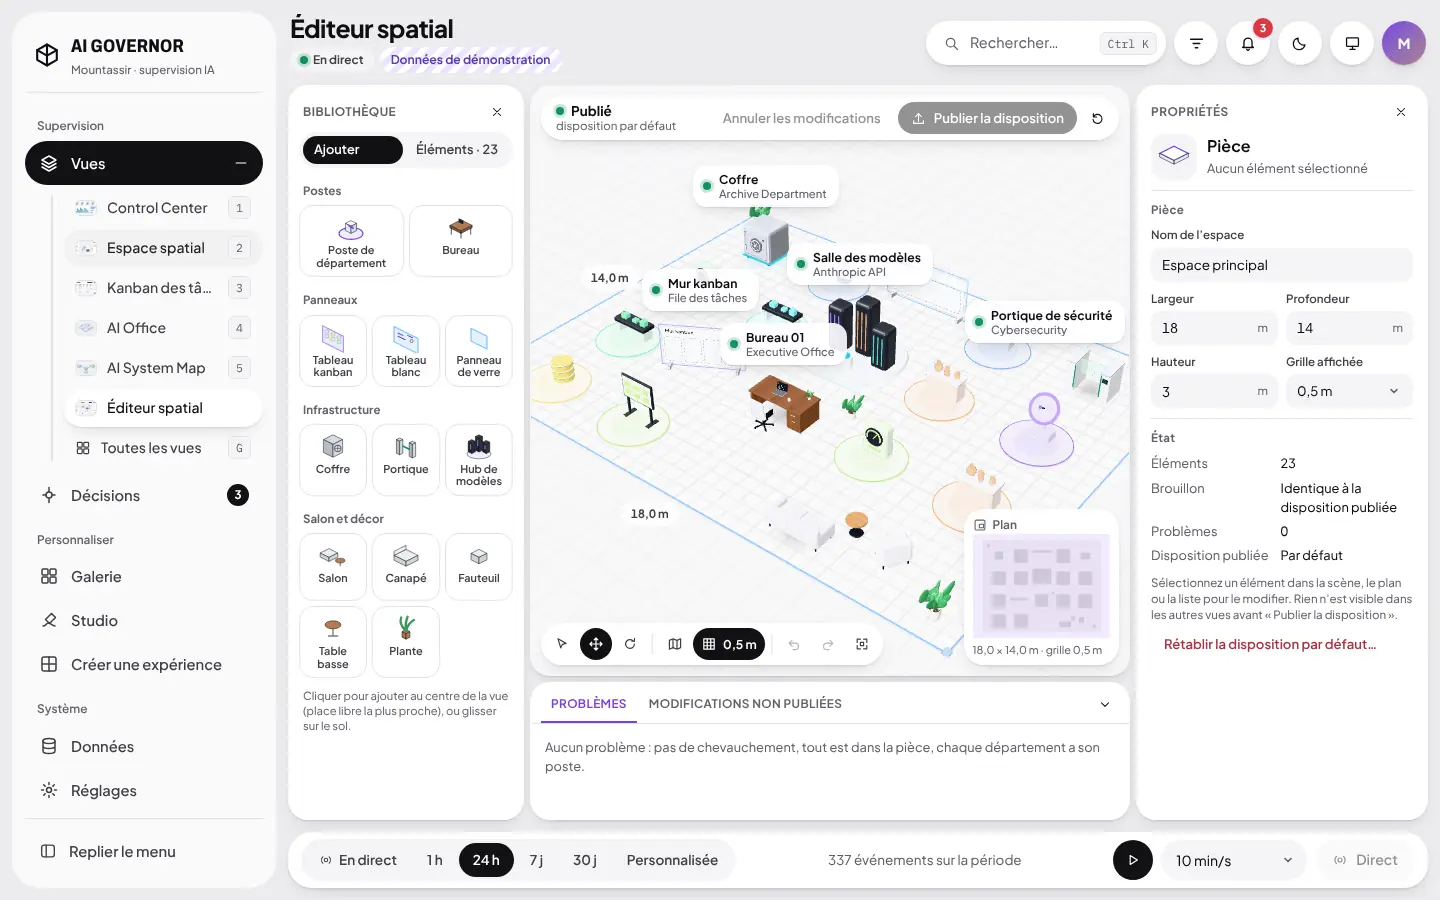 AI GOVERNOR
Mountassir · supervision IA
Supervision
Vues
Control Center
1
Espace spatial
2
Kanban des tâ...
3
AI Office
4
AI System Map
5
Éditeur spatial
Toutes les vues
G
Décisions
3
Personnaliser
Galerie
Studio
Créer une expérience
Système
Données
Réglages
Replier le menu
Éditeur spatial
En direct
Données de démonstration
Rechercher...
Ctrl K
3
M
BIBLIOTHÈQUE
Ajouter
Éléments · 23
Postes
Poste de
département
Bureau
Panneaux
Tableau
kanban
Tableau
blanc
Panneau
de verre
Infrastructure
Coffre
Portique
Hub de
modèles
Salon et décor
Salon
Canapé
Fauteuil
Table
basse
Plante
Cliquer pour ajouter au centre de la vue
(place libre la plus proche), ou glisser
sur le sol.
Publié
disposition par défaut
Annuler les modifications
Publier la disposition
Coffre
Archive Department
Salle des modèles
Anthropic API
14,0 m
Mur kanban
File des tâches
Portique de sécurité
Cybersecurity
Bureau 01
Executive Office
18,0 m
Plan
18,0 × 14,0 m · grille 0,5 m
0,5 m
PROBLÈMES
MODIFICATIONS NON PUBLIÉES
Aucun problème : pas de chevauchement, tout est dans la pièce, chaque département a son
poste.
PROPRIÉTÉS
Pièce
Aucun élément sélectionné
Pièce
Nom de l'espace
Espace principal
Largeur
Profondeur
18 m
14 m
Hauteur
Grille affichée
3 m
0,5 m
État
Éléments 23
Brouillon Identique à la
disposition publiée
Problèmes 0
Disposition publiée Par défaut
Sélectionnez un élément dans la scène, le plan
ou la liste pour le modifier. Rien n'est visible dans
les autres vues avant « Publier la disposition ».
Rétablir la disposition par défaut...
En direct
1 h
24 h
7 j
30 j
Personnalisée
337 événements sur la période
10 min/s
Direct